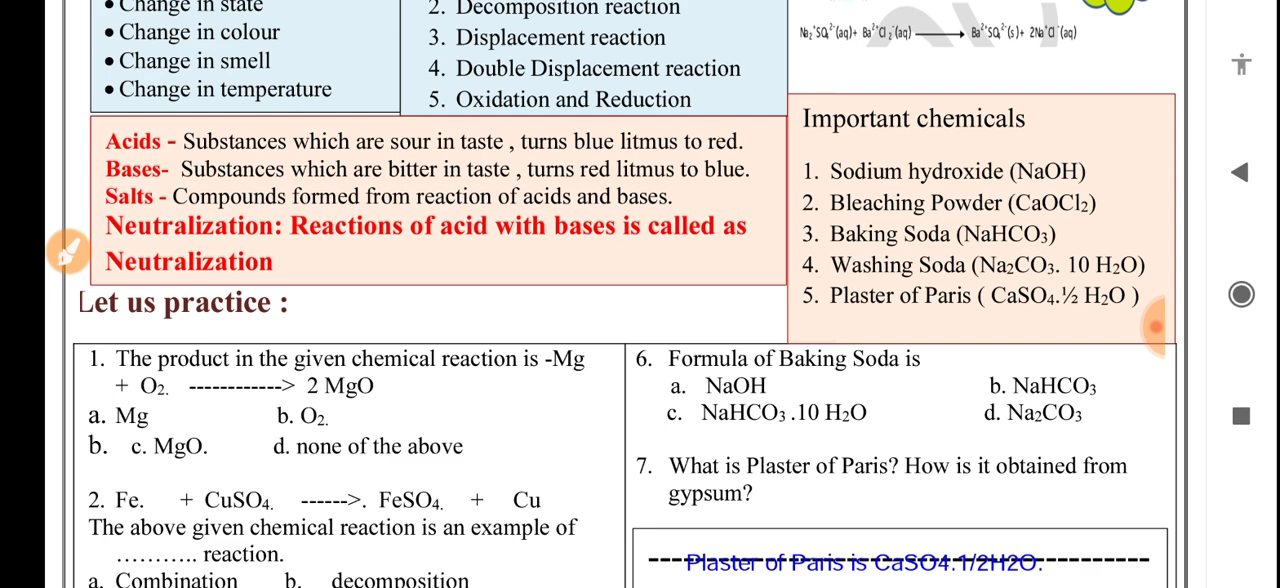 • Change in state
• Change in colour
• Change in smell
• Change in temperature
2. Decomposition reaction
3. Displacement reaction
4. Double Displacement reaction
5. Oxidation and Reduction
Na₂⁺SO₄²⁻(aq)+ Ba²⁺Cl₂⁻(aq) ⟶ Ba²⁺SO₄²⁻(s)+ 2Na⁺Cl⁻(aq)
Acids - Substances which are sour in taste , turns blue litmus to red.
Bases- Substances which are bitter in taste , turns red litmus to blue.
Salts - Compounds formed from reaction of acids and bases.
Neutralization: Reactions of acid with bases is called as
Neutralization
Important chemicals
1. Sodium hydroxide (NaOH)
2. Bleaching Powder (CaOCl₂)
3. Baking Soda (NaHCO₃)
4. Washing Soda (Na₂CO₃. 10 H₂O)
5. Plaster of Paris ( CaSO₄.½ H₂O )
Let us practice :
1. The product in the given chemical reaction is -Mg
+ O₂. ------------> 2 MgO
a. Mg b. O₂.
b. c. MgO. d. none of the above
2. Fe. + CuSO₄. ------>. FeSO₄. + Cu
The above given chemical reaction is an example of
……….. reaction.
a. Combination b. decomposition
6. Formula of Baking Soda is
a. NaOH b. NaHCO₃
c. NaHCO₃ .10 H₂O d. Na₂CO₃
7. What is Plaster of Paris? How is it obtained from
gypsum?
Plaster of Paris is CaSO4.1/2H2O.